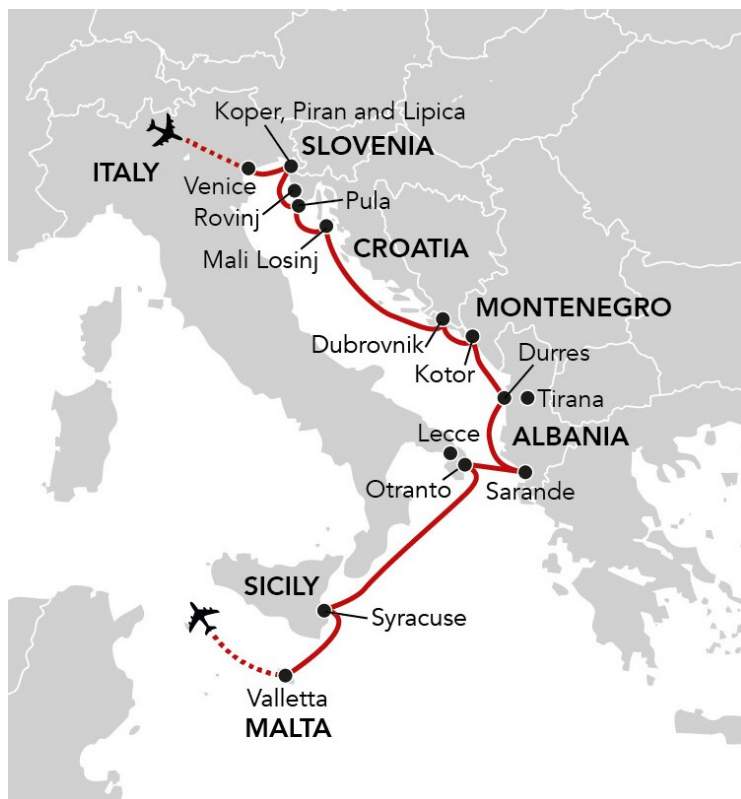 Koper, Piran and Lipica
SLOVENIA
ITALY
Venice
Rovinj
Pula
Mali Losinj
CROATIA
MONTENEGRO
Dubrovnik
Kotor
Durres
Tirana
Lecce
ALBANIA
Otranto
Sarande
SICILY
Syracuse
Valletta
MALTA